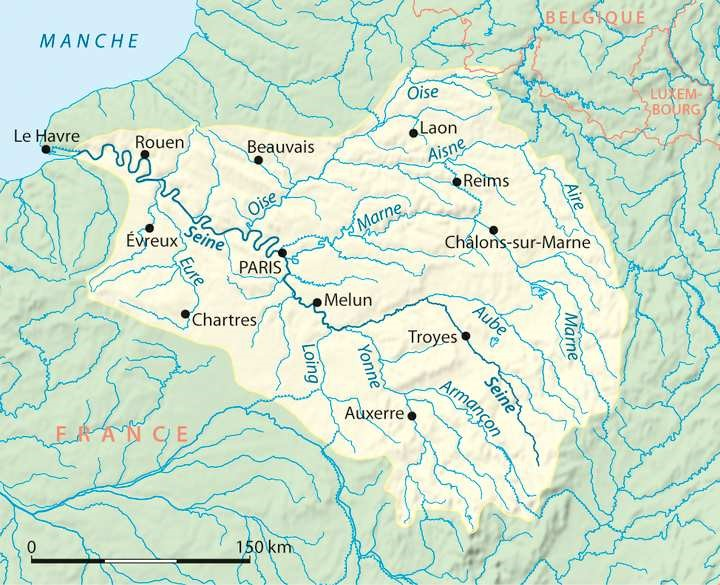 BELGIQUE
MANCHE
LUXEM-
BOURG
Oise
Le Havre
Rouen
Beauvais
Laon
Aisne
Reims
Aire
Oise
Marne
Évreux
Seine
Châlons-sur-Marne
PARIS
Eure
Melun
Chartres
Aube
Marne
Troyes
Loing
Yonne
Seine
Armançon
Auxerre
FRANCE
0 150 km